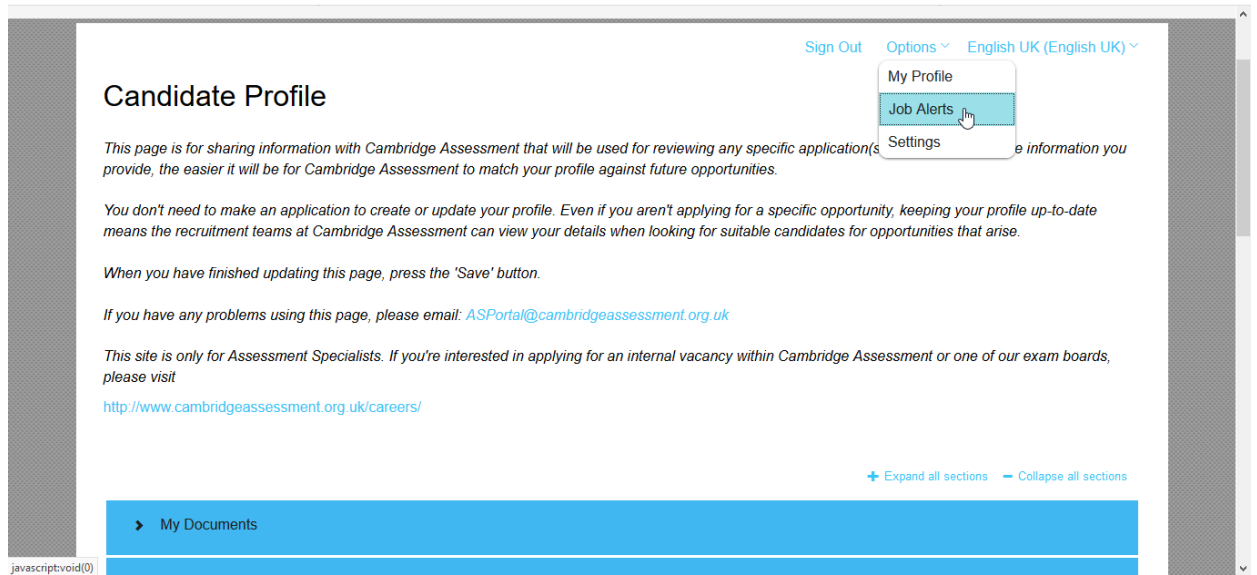 Sign Out Options English UK (English UK)
My Profile
Job Alerts
Settings
Candidate Profile
This page is for sharing information with Cambridge Assessment that will be used for reviewing any specific application(s e information you
provide, the easier it will be for Cambridge Assessment to match your profile against future opportunities.
You don't need to make an application to create or update your profile. Even if you aren't applying for a specific opportunity, keeping your profile up-to-date
means the recruitment teams at Cambridge Assessment can view your details when looking for suitable candidates for opportunities that arise.
When you have finished updating this page, press the 'Save' button.
If you have any problems using this page, please email: ASPortal@cambridgeassessment.org.uk
This site is only for Assessment Specialists. If you're interested in applying for an internal vacancy within Cambridge Assessment or one of our exam boards,
please visit
http://www.cambridgeassessment.org.uk/careers/
Expand all sections Collapse all sections
My Documents
javascript:void(0)